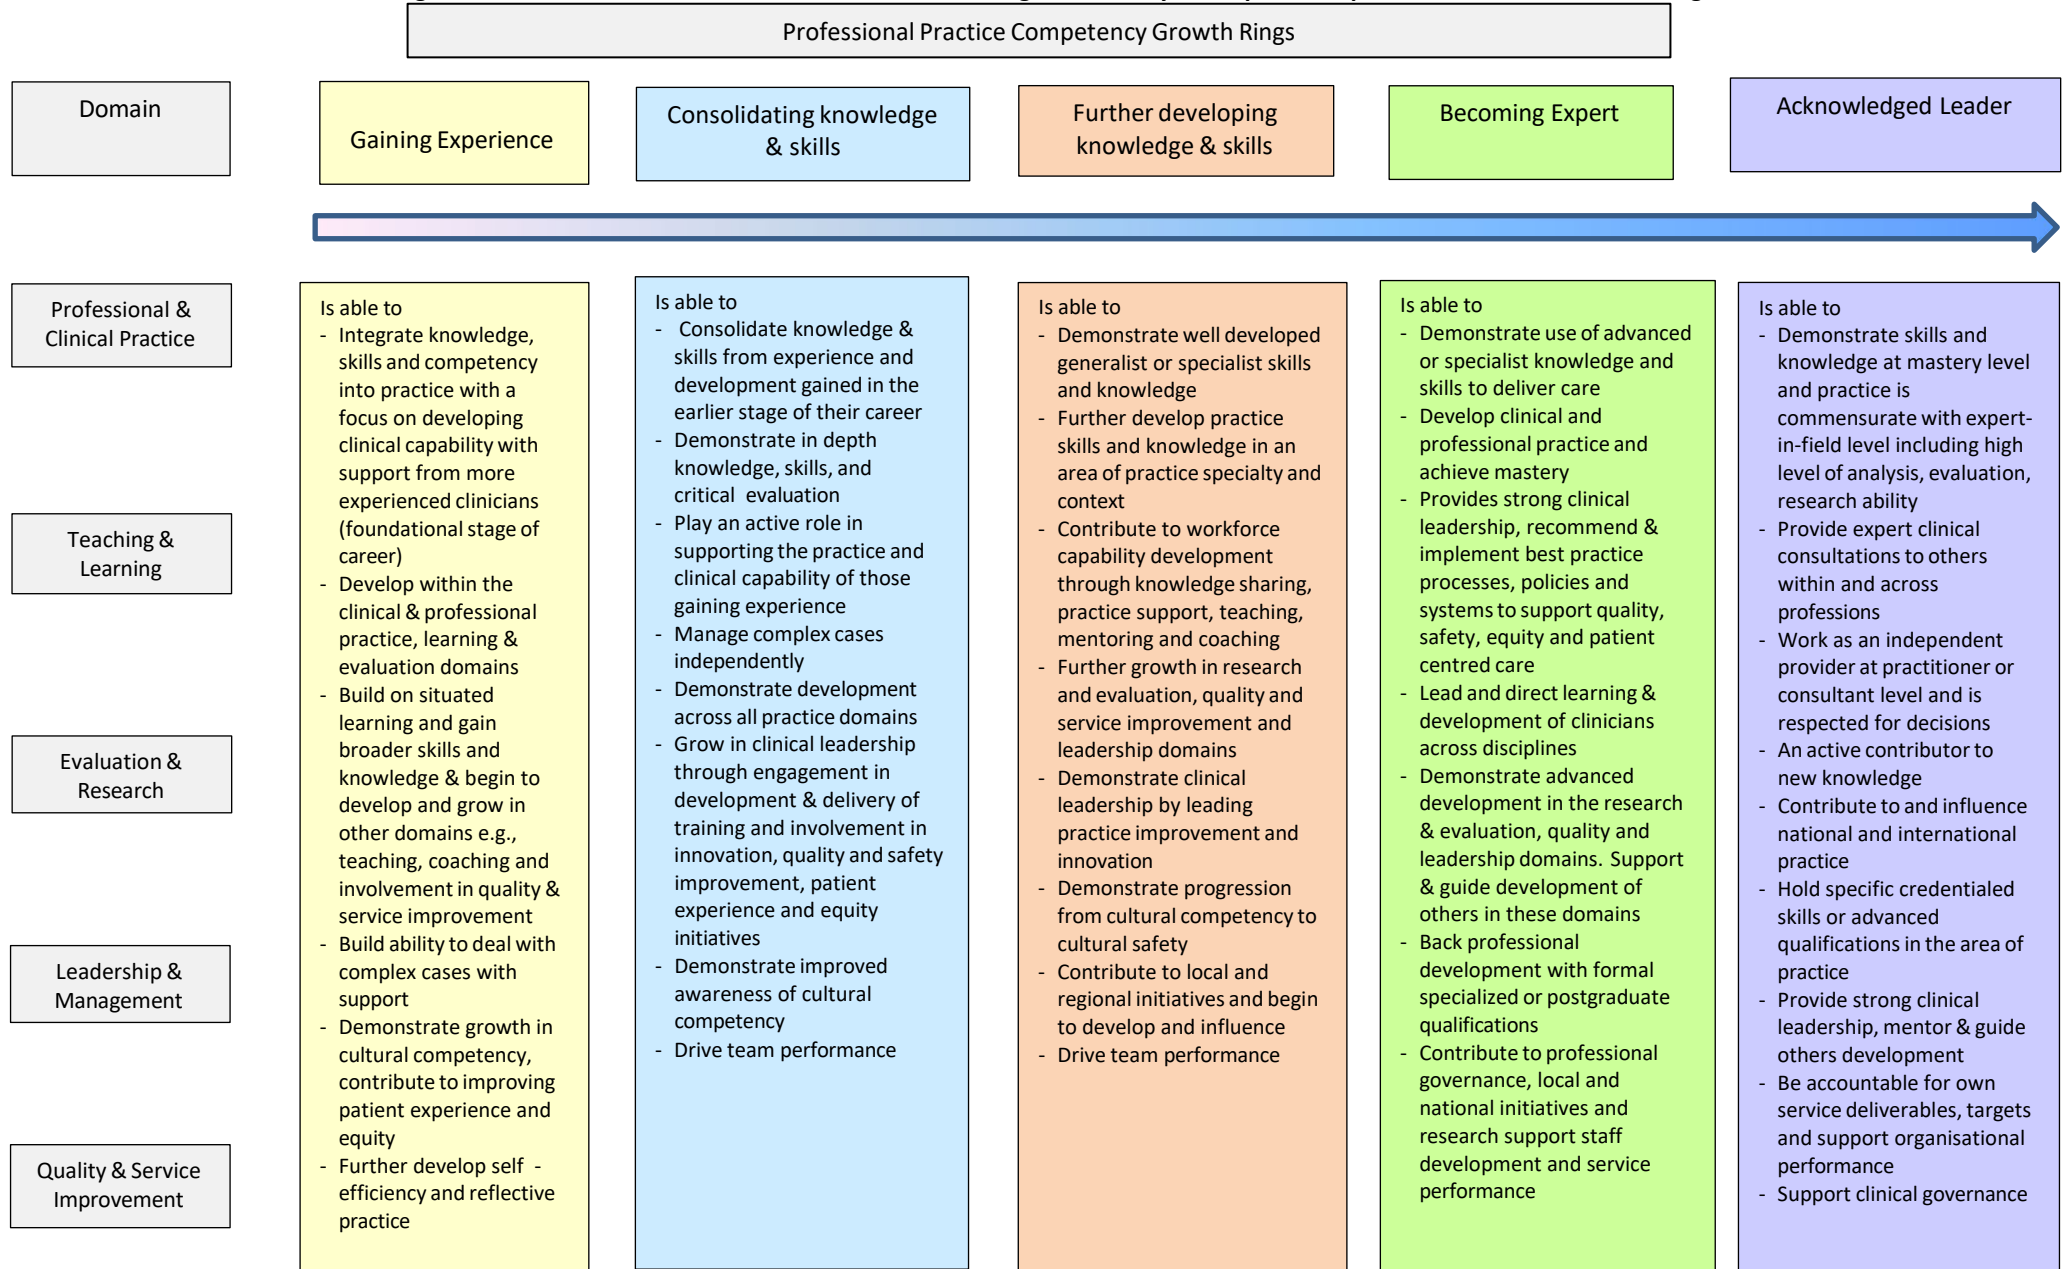 Professional Practice Competency Growth Rings
Domain
Gaining Experience
Consolidating knowledge
& skills
Further developing
knowledge & skills
Becoming Expert
Acknowledged Leader
Professional &
Clinical Practice
Teaching &
Learning
Evaluation &
Research
Leadership &
Management
Quality & Service
Improvement
Is able to
- Integrate knowledge,
skills and competency
into practice with a
focus on developing
clinical capability with
support from more
experienced clinicians
(foundational stage of
career)
- Develop within the
clinical & professional
practice, learning &
evaluation domains
- Build on situated
learning and gain
broader skills and
knowledge & begin to
develop and grow in
other domains e.g.,
teaching, coaching and
involvement in quality &
service improvement
- Build ability to deal with
complex cases with
support
- Demonstrate growth in
cultural competency,
contribute to improving
patient experience and
equity
- Further develop self -
efficiency and reflective
practice
Is able to
- Consolidate knowledge &
skills from experience and
development gained in the
earlier stage of their career
- Demonstrate in depth
knowledge, skills, and
critical evaluation
- Play an active role in
supporting the practice and
clinical capability of those
gaining experience
- Manage complex cases
independently
- Demonstrate development
across all practice domains
- Grow in clinical leadership
through engagement in
development & delivery of
training and involvement in
innovation, quality and safety
improvement, patient
experience and equity
initiatives
- Demonstrate improved
awareness of cultural
competency
- Drive team performance
Is able to
- Demonstrate well developed
generalist or specialist skills
and knowledge
- Further develop practice
skills and knowledge in an
area of practice specialty and
context
- Contribute to workforce
capability development
through knowledge sharing,
practice support, teaching,
mentoring and coaching
- Further growth in research
and evaluation, quality and
service improvement and
leadership domains
- Demonstrate clinical
leadership by leading
practice improvement and
innovation
- Demonstrate progression
from cultural competency to
cultural safety
- Contribute to local and
regional initiatives and begin
to develop and influence
- Drive team performance
Is able to
- Demonstrate use of advanced
or specialist knowledge and
skills to deliver care
- Develop clinical and
professional practice and
achieve mastery
- Provides strong clinical
leadership, recommend &
implement best practice
processes, policies and
systems to support quality,
safety, equity and patient
centred care
- Lead and direct learning &
development of clinicians
across disciplines
- Demonstrate advanced
development in the research
& evaluation, quality and
leadership domains. Support
& guide development of
others in these domains
- Back professional
development with formal
specialized or postgraduate
qualifications
- Contribute to professional
governance, local and
national initiatives and
research support staff
development and service
performance
Is able to
- Demonstrate skills and
knowledge at mastery level
and practice is
commensurate with expert-
in-field level including high
level of analysis, evaluation,
research ability
- Provide expert clinical
consultations to others
within and across
professions
- Work as an independent
provider at practitioner or
consultant level and is
respected for decisions
- An active contributor to
new knowledge
- Contribute to and influence
national and international
practice
- Hold specific credentialed
skills or advanced
qualifications in the area of
practice
- Provide strong clinical
leadership, mentor & guide
others development
- Be accountable for own
service deliverables, targets
and support organisational
performance
- Support clinical governance